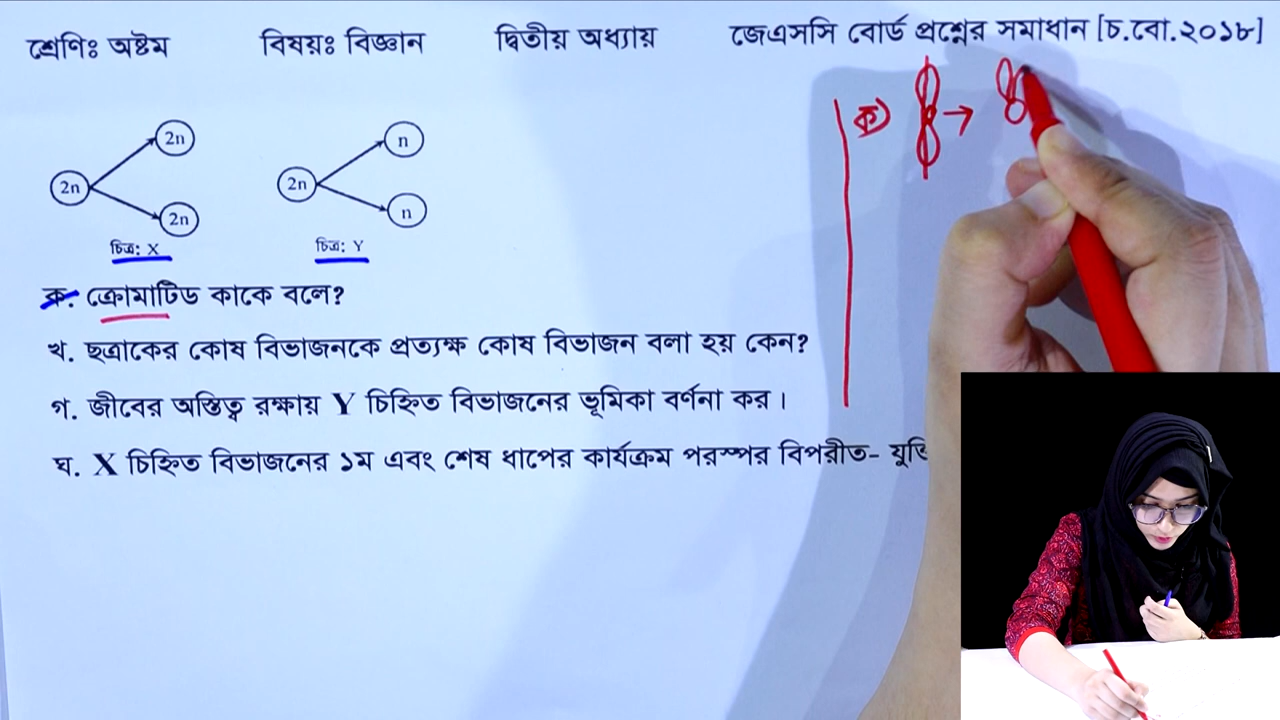 শ্রেণিঃ অষ্টম বিষয়ঃ বিজ্ঞান দ্বিতীয় অধ্যায় জেএসসি বোর্ড প্রশ্নের সমাধান [চ.বো.২০১৮]
2n 2n 2n
2n n n
চিত্র: X চিত্র: Y
ক)
ক. ক্রোমাটিড কাকে বলে?
খ. ছত্রাকের কোষ বিভাজনকে প্রত্যক্ষ কোষ বিভাজন বলা হয় কেন?
গ. জীবের অস্তিত্ব রক্ষায় Y চিহ্নিত বিভাজনের ভূমিকা বর্ণনা কর।
ঘ. X চিহ্নিত বিভাজনের ১ম এবং শেষ ধাপের কার্যক্রম পরস্পর বিপরীত-